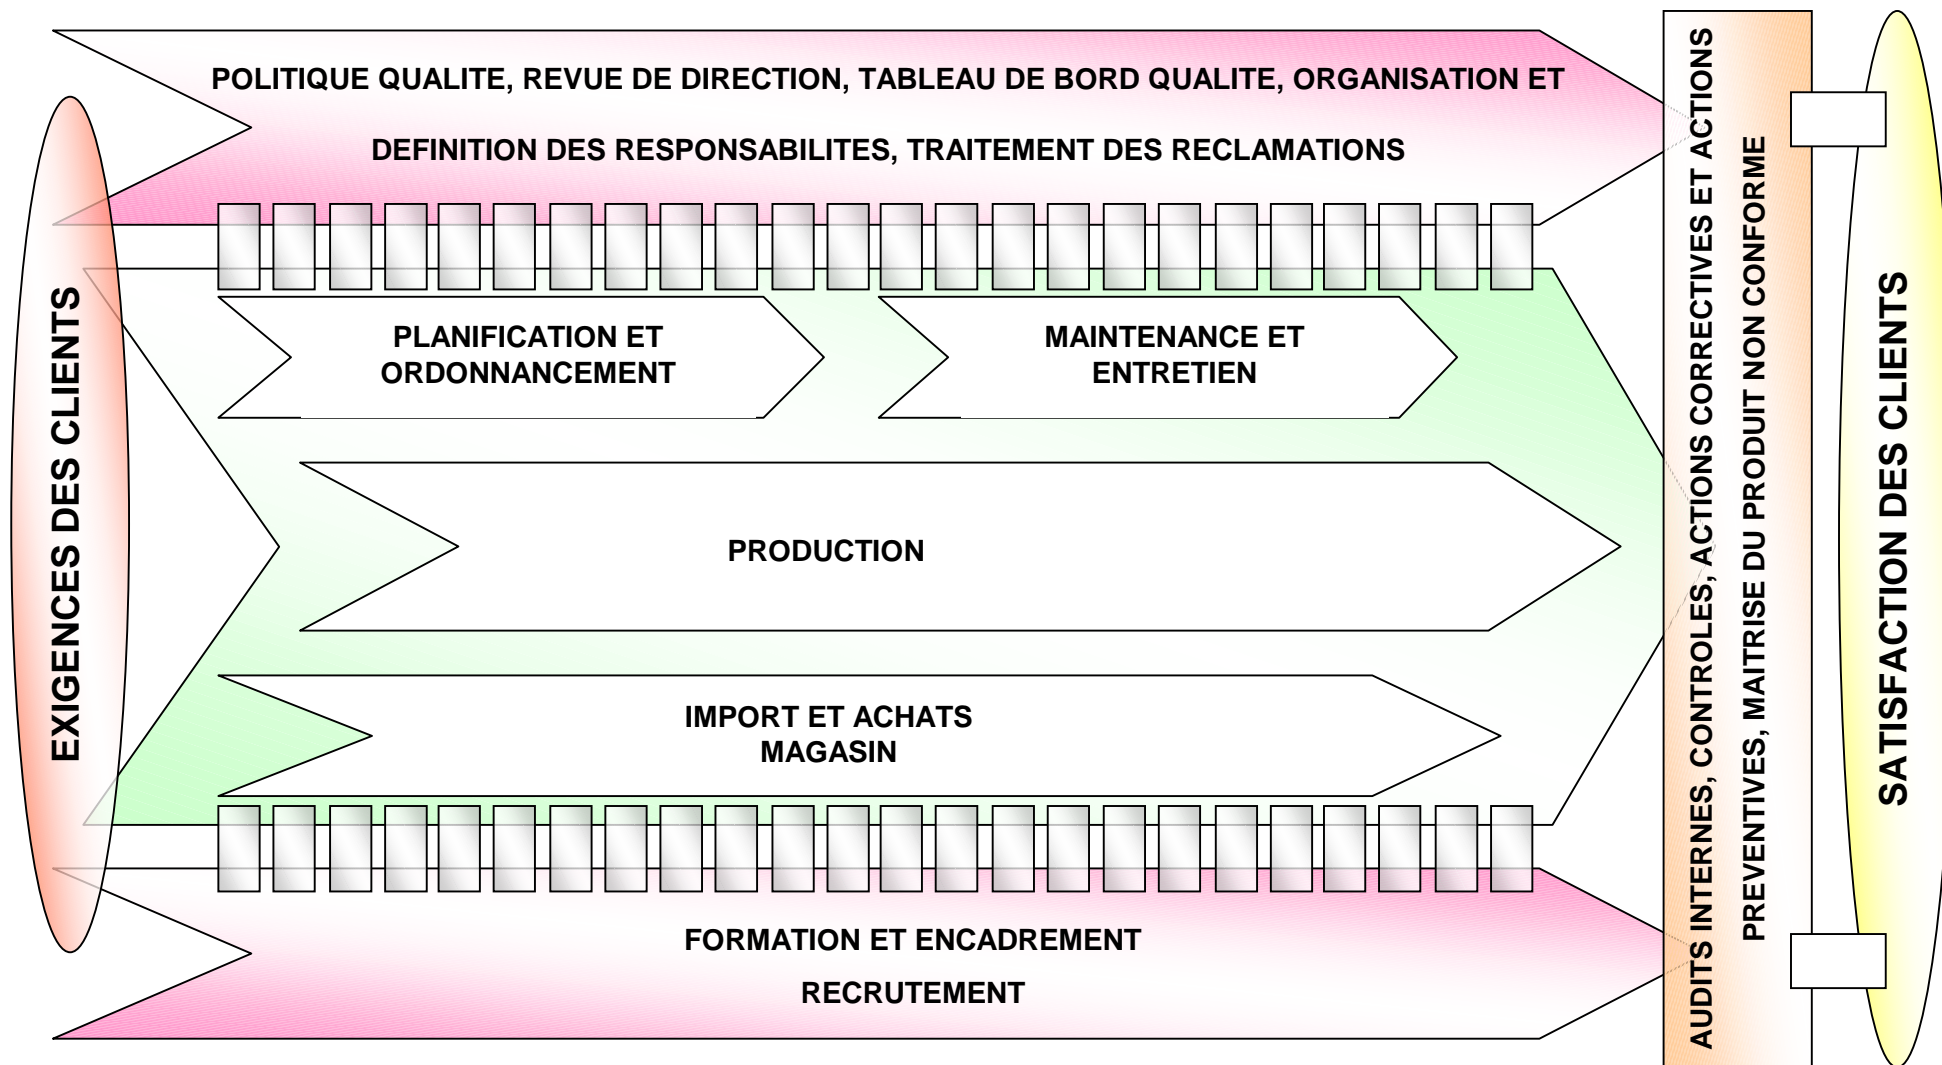 POLITIQUE QUALITE, REVUE DE DIRECTION, TABLEAU DE BORD QUALITE, ORGANISATION ET
DEFINITION DES RESPONSABILITES, TRAITEMENT DES RECLAMATIONS
EXIGENCES DES CLIENTS
PLANIFICATION ET
ORDONNANCEMENT
MAINTENANCE ET
ENTRETIEN
PRODUCTION
IMPORT ET ACHATS
MAGASIN
FORMATION ET ENCADREMENT
RECRUTEMENT
AUDITS INTERNES, CONTROLES, ACTIONS CORRECTIVES ET ACTIONS
PREVENTIVES, MAITRISE DU PRODUIT NON CONFORME
SATISFACTION DES CLIENTS